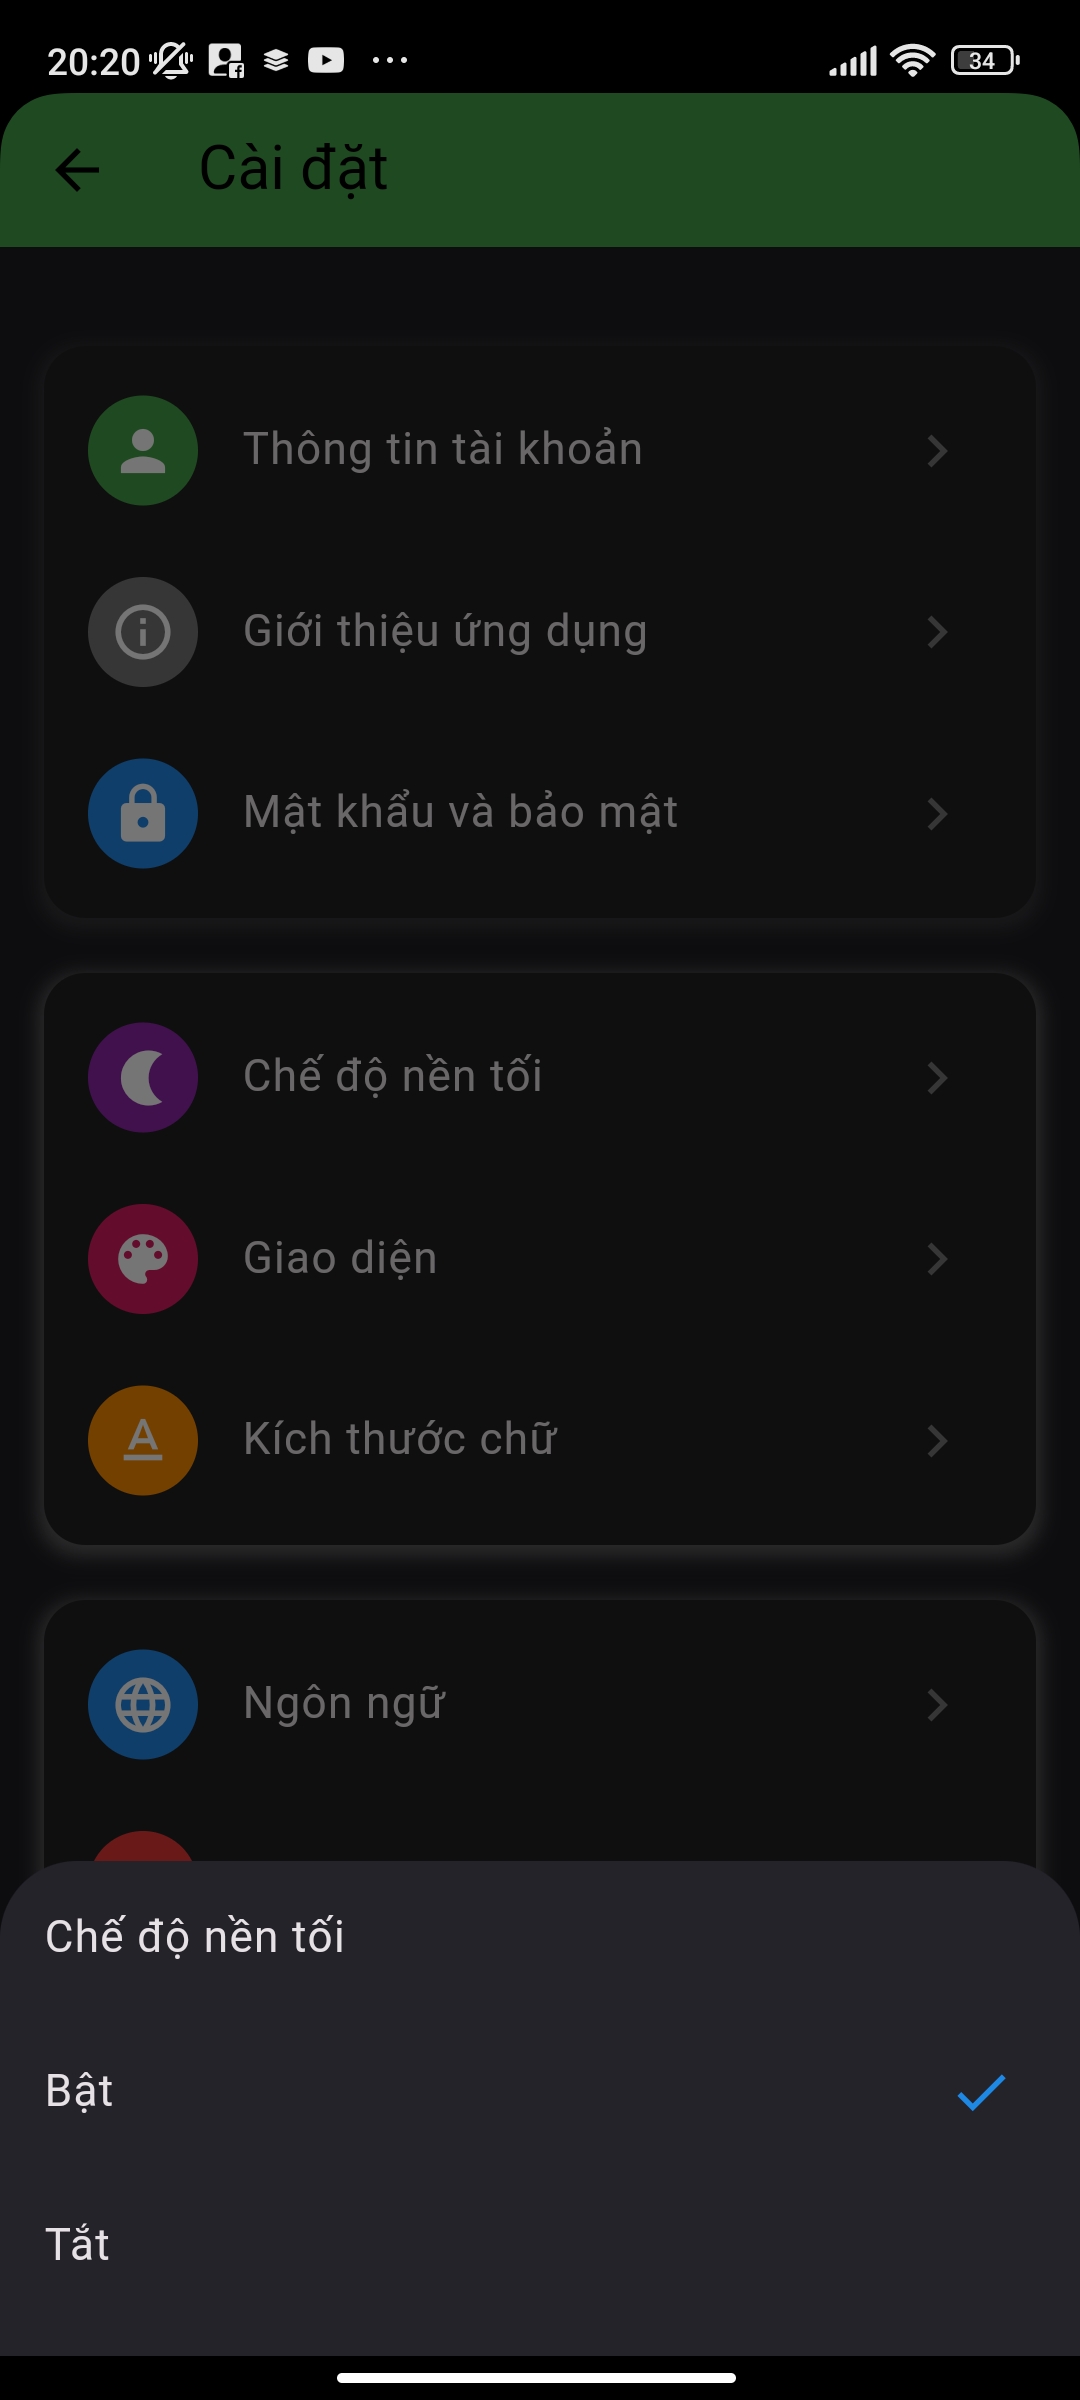 20:20
34
Cài đặt
Thông tin tài khoản
Giới thiệu ứng dụng
Mật khẩu và bảo mật
Chế độ nền tối
Giao diện
Kích thước chữ
Ngôn ngữ
Chế độ nền tối
Bật
Tắt